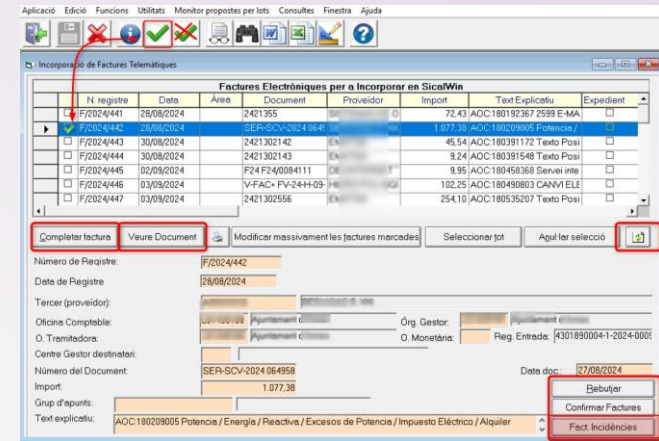 Aplicació Edició Funcions Utilitats Monitor propostes per lots Consultes Finestra Ajuda
- Incorporació de Factures Telemàtiques
Factures Electròniques per a Incorporar en SicalWin
N. registre Data Àrea Document Proveïdor Import Text Explicatiu Expedient
F/2024/441 28/08/2024 2421355 72,43 AOC:180192367 2599 E-MA
F/2024/442 28/08/2024 SER-SCV-2024 1.077,38 AOC:180209005 Potencia /
F/2024/443 30/08/2024 2421302142 45,54 AOC:180391172 Texto Posi
F/2024/444 30/08/2024 2421302143 9,24 AOC:180391548 Texto Posi
F/2024/445 02/09/2024 F24 F24/0084111 9,95 AOC:180458368 Servei inte
F/2024/446 03/09/2024 V-FAC+ FV-24-H-09- 102,25 AOC:180490803 CANVI ELE
F/2024/447 03/09/2024 2421302556 254,10 AOC:180535207 Texto Posi
Completar factura Veure Document Modificar massivament les factures marcades Seleccionar tot Anul·lar selecció
Número de Registre: F/2024/442
Data de Registre 28/08/2024
Tercer (proveïdor):
Oficina Comptable: Ajuntament Òrg. Gestor: Ajuntament
O. Tramitadora: Ajuntament O. Monetària: Reg. Entrada: 4301890004-1-2024-0005
Centre Gestor destinatari:
Número del Document: SER-SCV-2024 064958 Data doc.: 27/08/2024
Import: 1.077,38 Rebutjar
Grup d'apunts: Confirmar Factures
Text explicatiu: AOC:180209005 Potencia / Energía / Reactiva / Excesos de Potencia / Impuesto Eléctrico / Alquiler Fact. Incidències